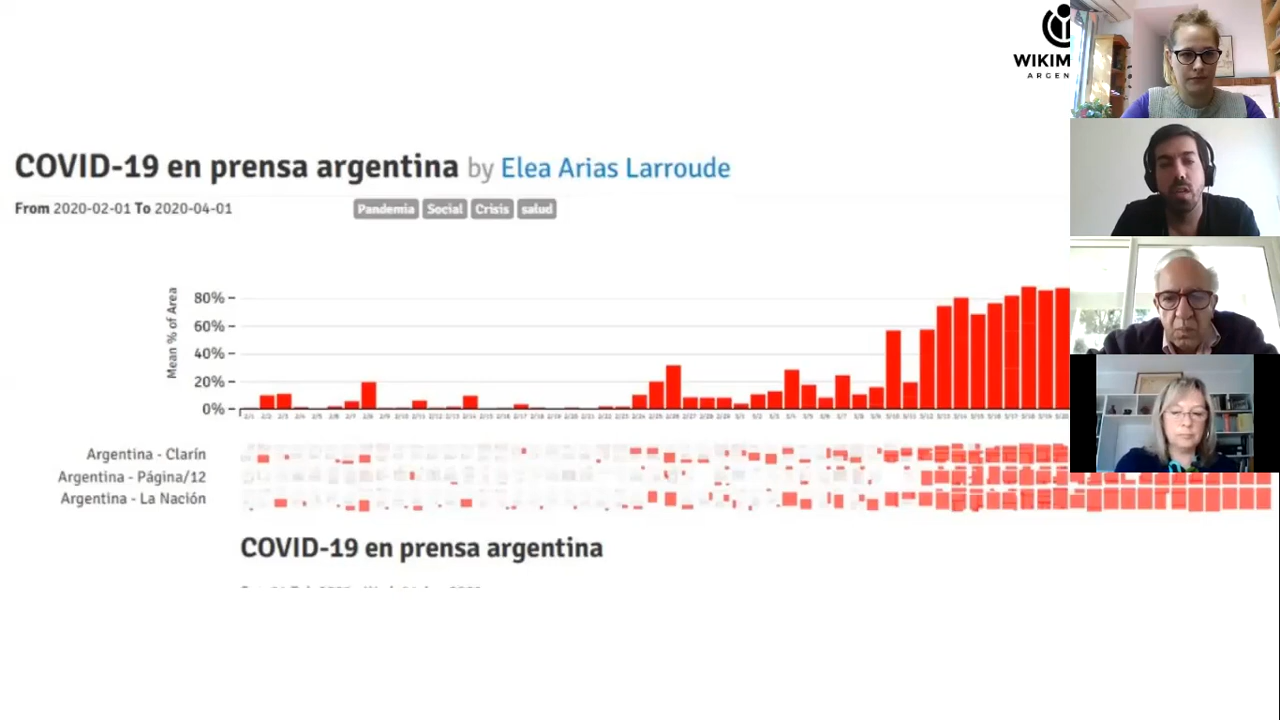 WIKIM
ARGEN
COVID-19 en prensa argentina by Elea Arias Larroude
From 2020-02-01 To 2020-04-01
Pandemia Social Crisis salud
Mean % of Area
80%
60%
40%
20%
0%
Argentina - Clarín
Argentina - Página/12
Argentina - La Nación
COVID-19 en prensa argentina